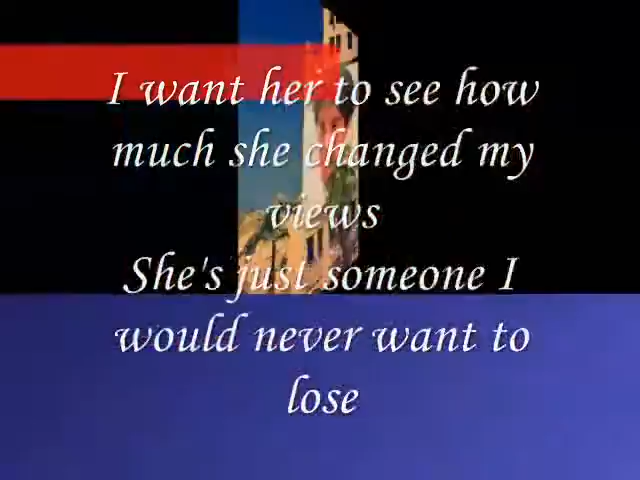 I want her to see how
much she changed my
views
She's just someone I
would never want to
lose